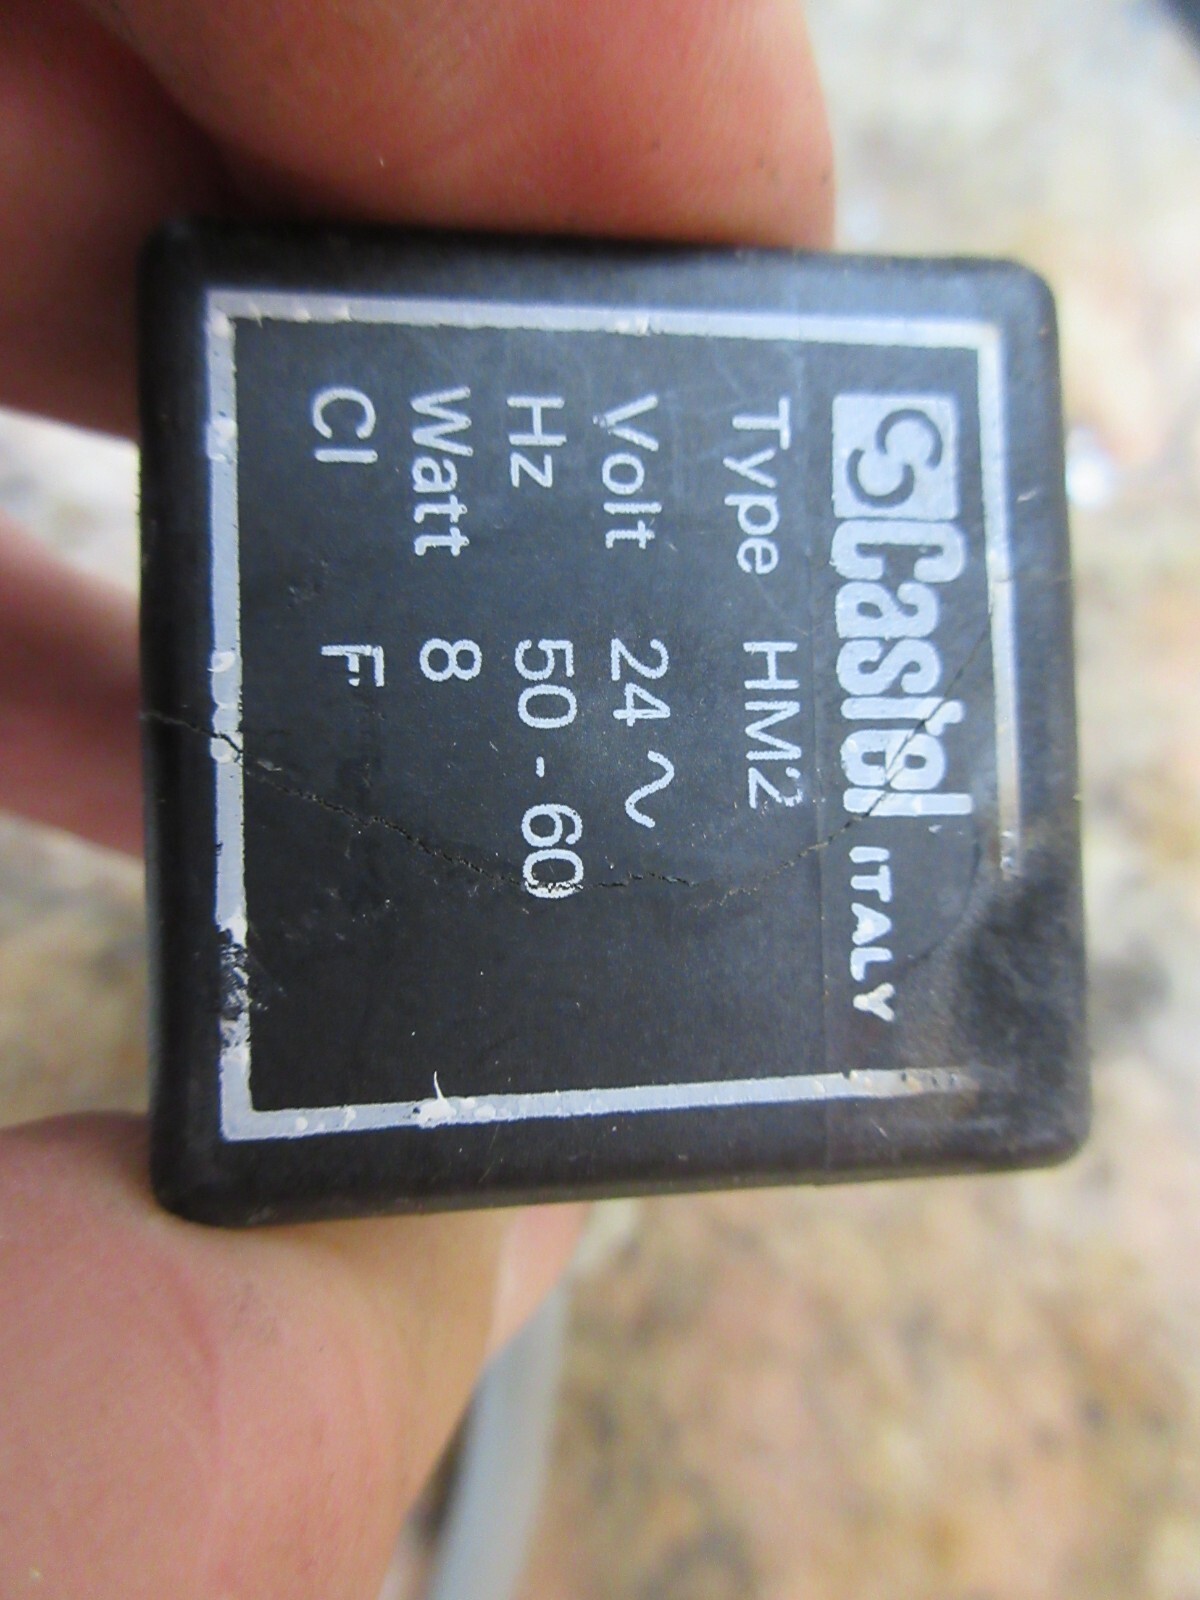 Castel ITALY
Type HM2
Volt 24 ~
Hz 50 - 60
Watt 8
Cl F